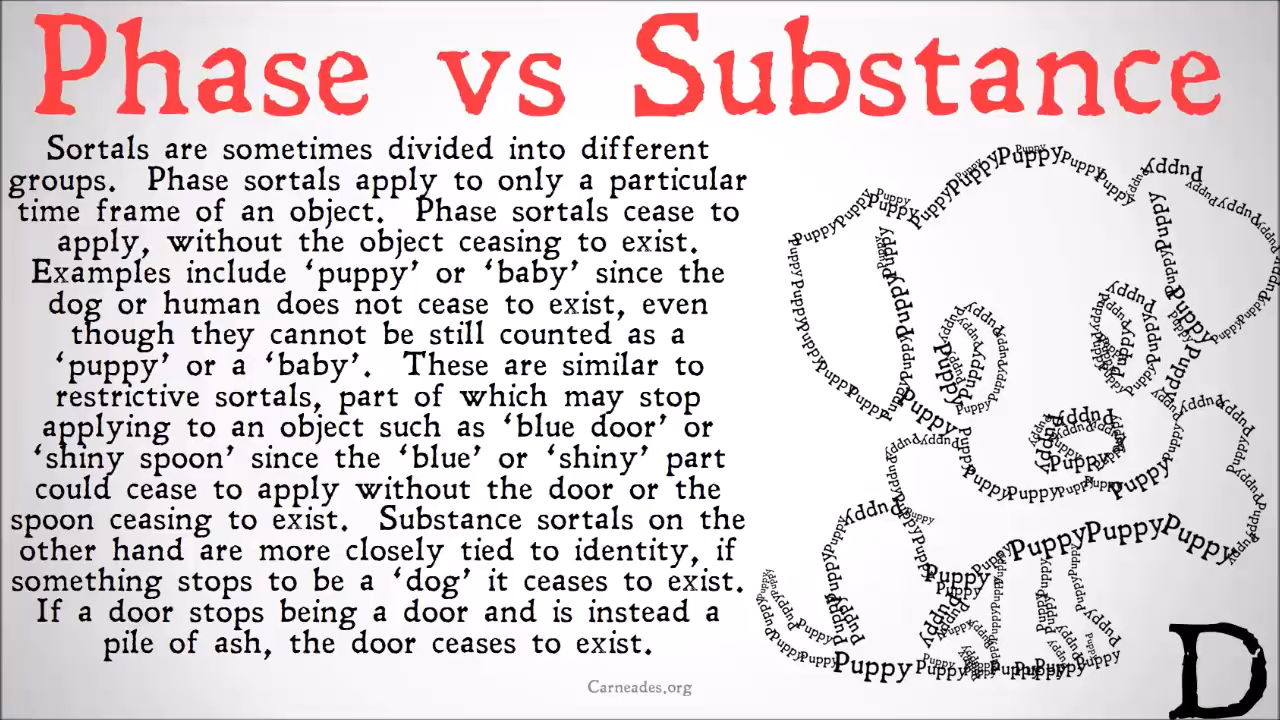 Phase vs Substance
Sortals are sometimes divided into different
groups.  Phase sortals apply to only a particular
time frame of an object.  Phase sortals cease to
apply, without the object ceasing to exist.
Examples include ‘puppy’ or ‘baby’ since the
dog or human does not cease to exist, even
though they cannot be still counted as a
‘puppy’ or a ‘baby’.  These are similar to
restrictive sortals, part of which may stop
applying to an object such as ‘blue door’ or
‘shiny spoon’ since the ‘blue’ or ‘shiny’ part
could cease to apply without the door or the
spoon ceasing to exist.  Substance sortals on the
other hand are more closely tied to identity, if
something stops to be a ‘dog’ it ceases to exist.
If a door stops being a door and is instead a
pile of ash, the door ceases to exist.
Carneades.org
Puppy Puppy Puppy Puppy Puppy
PuppyPuppyPuppy
Puppy
D